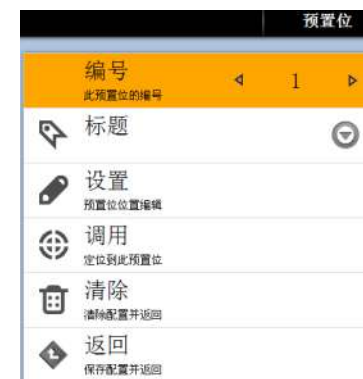 预置位
编号
1
此预置位的编号
标题
设置
预置位位置编辑
调用
定位到此预置位
清除
清除配置并返回
返回
保存配置并返回